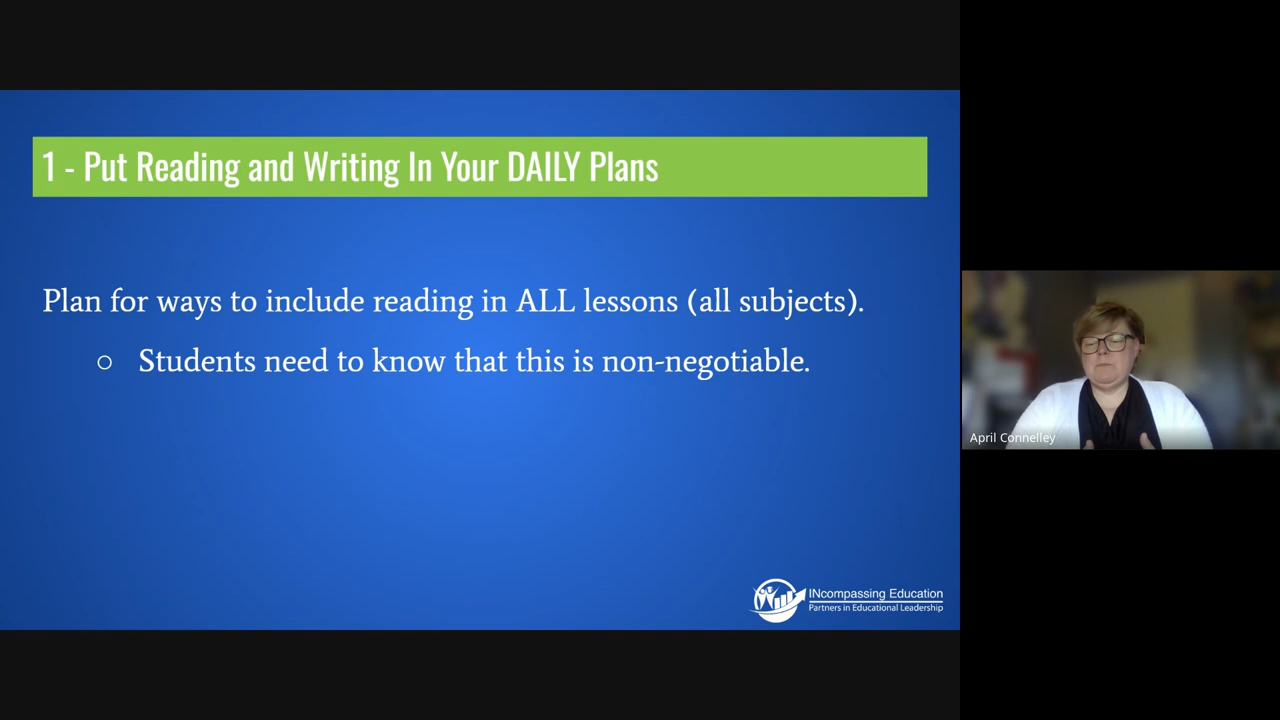 1 - Put Reading and Writing In Your DAILY Plans
Plan for ways to include reading in ALL lessons (all subjects).
○ Students need to know that this is non-negotiable.
INcompassing Education
Partners in Educational Leadership
April Connelley